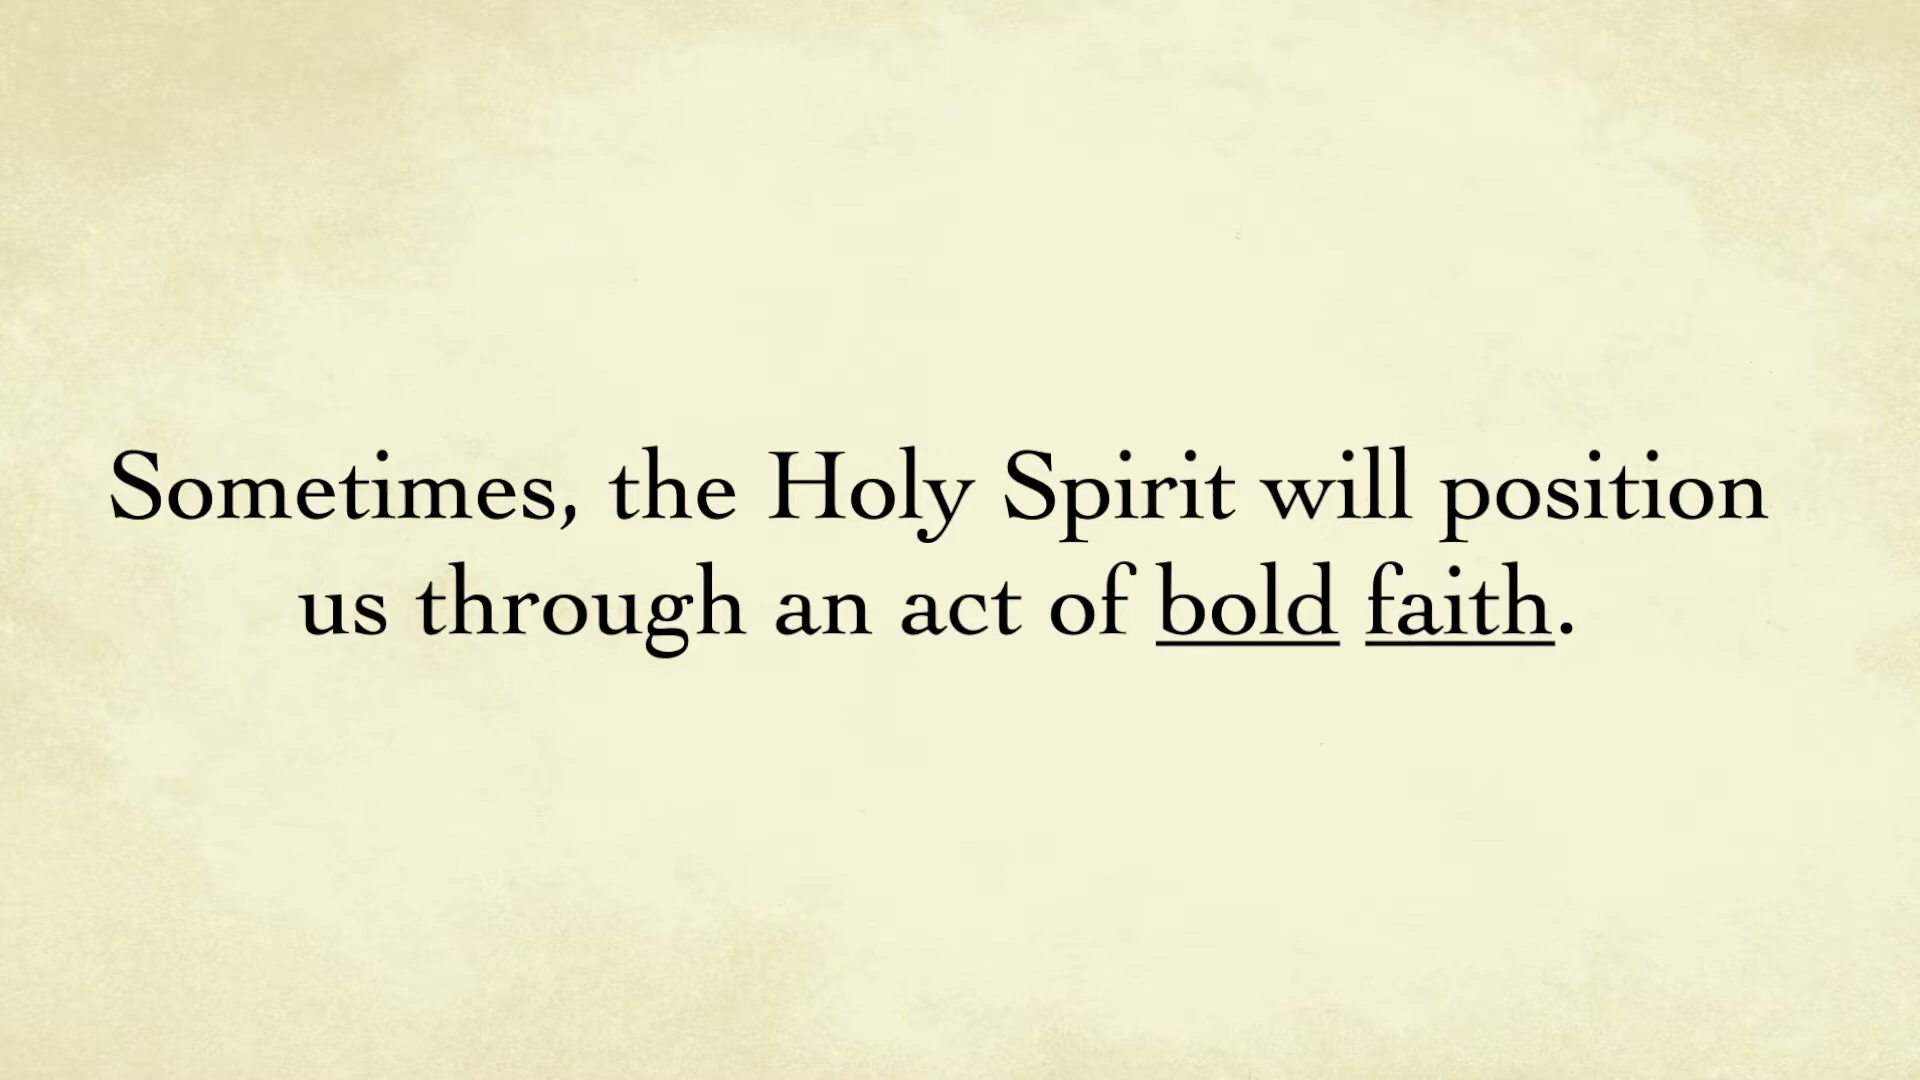 Sometimes, the Holy Spirit will position
us through an act of bold faith.